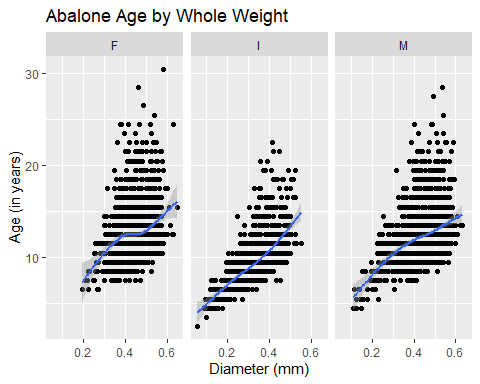 Abalone Age by Whole Weight
F I M
Age (in years)
30
20
10
0.2 0.4 0.6 0.2 0.4 0.6 0.2 0.4 0.6
Diameter (mm)